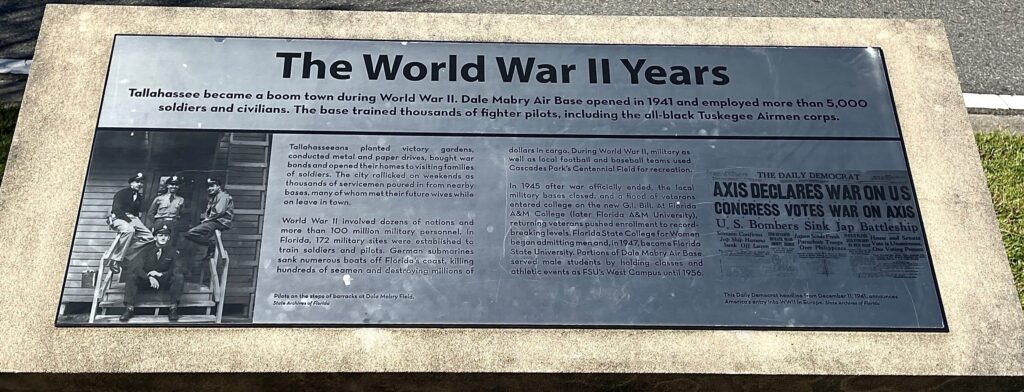 The World War II Years
Tallahassee became a boom town during World War II. Dale Mabry Air Base opened in 1941 and employed more than 5,000
soldiers and civilians. The base trained thousands of fighter pilots, including the all-black Tuskegee Airmen corps.
Tallahasseeans planted victory gardens,
conducted metal and paper drives, bought war
bonds and opened their homes to visiting families
of soldiers. The city rollicked on weekends as
thousands of servicemen poured in from nearby
bases, many of whom met their future wives while
on leave in town.
World War II involved dozens of nations and
more than 100 million military personnel. In
Florida, 172 military sites were established to
train soldiers and pilots. German submarines
sank numerous boats off Florida's coast, killing
hundreds of seamen and destroying millions of
Pilots on the steps of barracks at Dale Mabry Field.
State Archives of Florida
dollars in cargo. During World War II, military as
well as local football and baseball teams used
Cascades Park's Centennial Field for recreation.
In 1945 after war officially ended, the local
military bases closed, and a flood of veterans
entered college on the new G.I. Bill. At Florida
A&M College (later Florida A&M University),
returning veterans pushed enrollment to record-
breaking levels. Florida State College for Women
began admitting men and, in 1947, became Florida
State University. Portions of Dale Mabry Air Base
served male students by holding classes and
athletic events as FSU's West Campus until 1956.
THE DAILY DEMOCRAT
AXIS DECLARES WAR ON US
CONGRESS VOTES WAR ON AXIS
U. S. Bombers Sink Jap Battleship
This Daily Democrat headline from December 11, 1941, announces
America's entry into WWII in Europe. State Archives of Florida